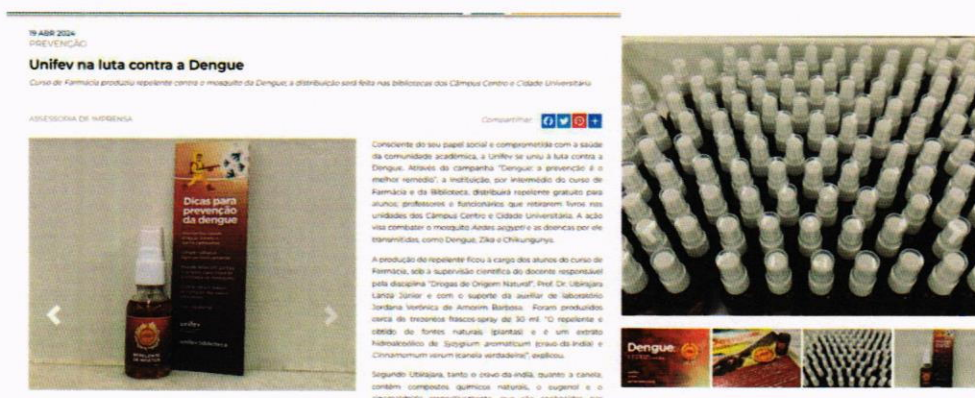 19 ABR 2024
PREVENÇÃO
Unifev na luta contra a Dengue
Curso de Farmácia produziu repelente contra o mosquito da Dengue; a distribuição será feita nas bibliotecas dos Câmpus Centro e Cidade Universitária
ASSESSORIA DE IMPRENSA
Compartilhar:
Dicas para
prevenção
da dengue
unifev
unifev biblioteca
REPELENTE
DE INSETOS
Consciente do seu papel social e comprometida com a saúde
da comunidade acadêmica, a Unifev se uniu à luta contra a
Dengue. Através da campanha "Dengue: a prevenção é o
melhor remédio", a Instituição, por intermédio do curso de
Farmácia e da Biblioteca, distribuirá repelente gratuito para
alunos, professores e funcionários que retirarem livros nas
unidades dos Câmpus Centro e Cidade Universitária. A ação
visa combater o mosquito Aedes aegypti e as doenças por ele
transmitidas, como Dengue, Zika e Chikungunya.
A produção do repelente ficou a cargo dos alunos do curso de
Farmácia, sob a supervisão científica do docente responsável
pela disciplina "Drogas de Origem Natural", Prof. Dr. Ubirajara
Lanza Júnior e com o suporte da auxiliar de laboratório
Jordana Verônica de Amorim Barbosa. Foram produzidos
cerca de trezentos frascos-spray de 30 ml. "O repelente é
obtido de fontes naturais (plantas) e é um extrato
hidroalcoólico de Syzygium aromaticum (cravo-da-índia) e
Cinnamomum verum (canela verdadeira)", explicou.
Segundo Ubirajara, tanto o cravo-da-índia, quanto a canela,
contêm compostos químicos naturais, o eugenol e o
Dengue